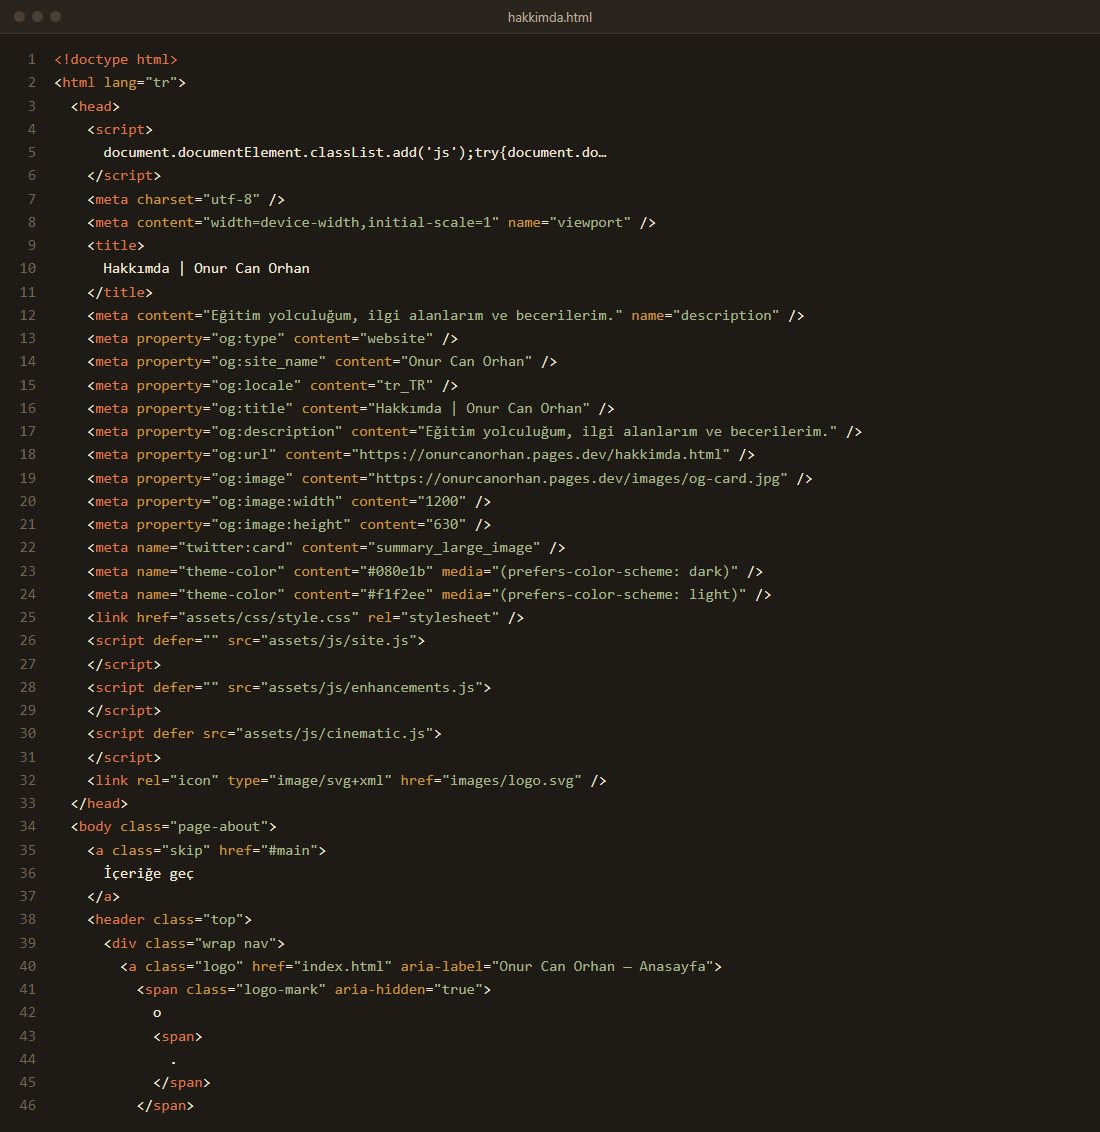 hakkimda.html
1 <!doctype html>
2 <html lang="tr">
3 <head>
4 <script>
5 document.documentElement.classList.add('js');try{document.do…
6 </script>
7 <meta charset="utf-8" />
8 <meta content="width=device-width,initial-scale=1" name="viewport" />
9 <title>
10 Hakkımda | Onur Can Orhan
11 </title>
12 <meta content="Eğitim yolculuğum, ilgi alanlarım ve becerilerim." name="description" />
13 <meta property="og:type" content="website" />
14 <meta property="og:site_name" content="Onur Can Orhan" />
15 <meta property="og:locale" content="tr_TR" />
16 <meta property="og:title" content="Hakkımda | Onur Can Orhan" />
17 <meta property="og:description" content="Eğitim yolculuğum, ilgi alanlarım ve becerilerim." />
18 <meta property="og:url" content="https://onurcanorhan.pages.dev/hakkimda.html" />
19 <meta property="og:image" content="https://onurcanorhan.pages.dev/images/og-card.jpg" />
20 <meta property="og:image:width" content="1200" />
21 <meta property="og:image:height" content="630" />
22 <meta name="twitter:card" content="summary_large_image" />
23 <meta name="theme-color" content="#080e1b" media="(prefers-color-scheme: dark)" />
24 <meta name="theme-color" content="#f1f2ee" media="(prefers-color-scheme: light)" />
25 <link href="assets/css/style.css" rel="stylesheet" />
26 <script defer="" src="assets/js/site.js">
27 </script>
28 <script defer="" src="assets/js/enhancements.js">
29 </script>
30 <script defer src="assets/js/cinematic.js">
31 </script>
32 <link rel="icon" type="image/svg+xml" href="images/logo.svg" />
33 </head>
34 <body class="page-about">
35 <a class="skip" href="#main">
36 İçeriğe geç
37 </a>
38 <header class="top">
39 <div class="wrap nav">
40 <a class="logo" href="index.html" aria-label="Onur Can Orhan — Anasayfa">
41 <span class="logo-mark" aria-hidden="true">
42 o
43 <span>
44 .
45 </span>
46 </span>